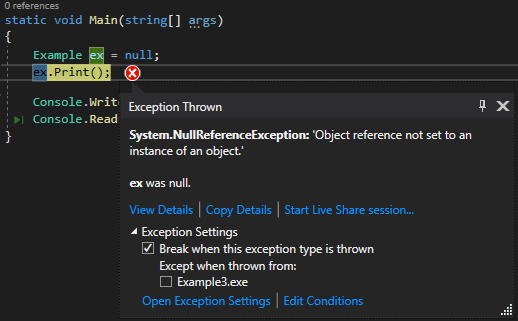 0 references
static void Main(string[] args)
{
Example ex = null;
ex.Print();
Console.Writ
Console.Read
}
Exception Thrown
System.NullReferenceException: 'Object reference not set to an
instance of an object.'
ex was null.
View Details | Copy Details | Start Live Share session...
Exception Settings
Break when this exception type is thrown
Except when thrown from:
Example3.exe
Open Exception Settings | Edit Conditions